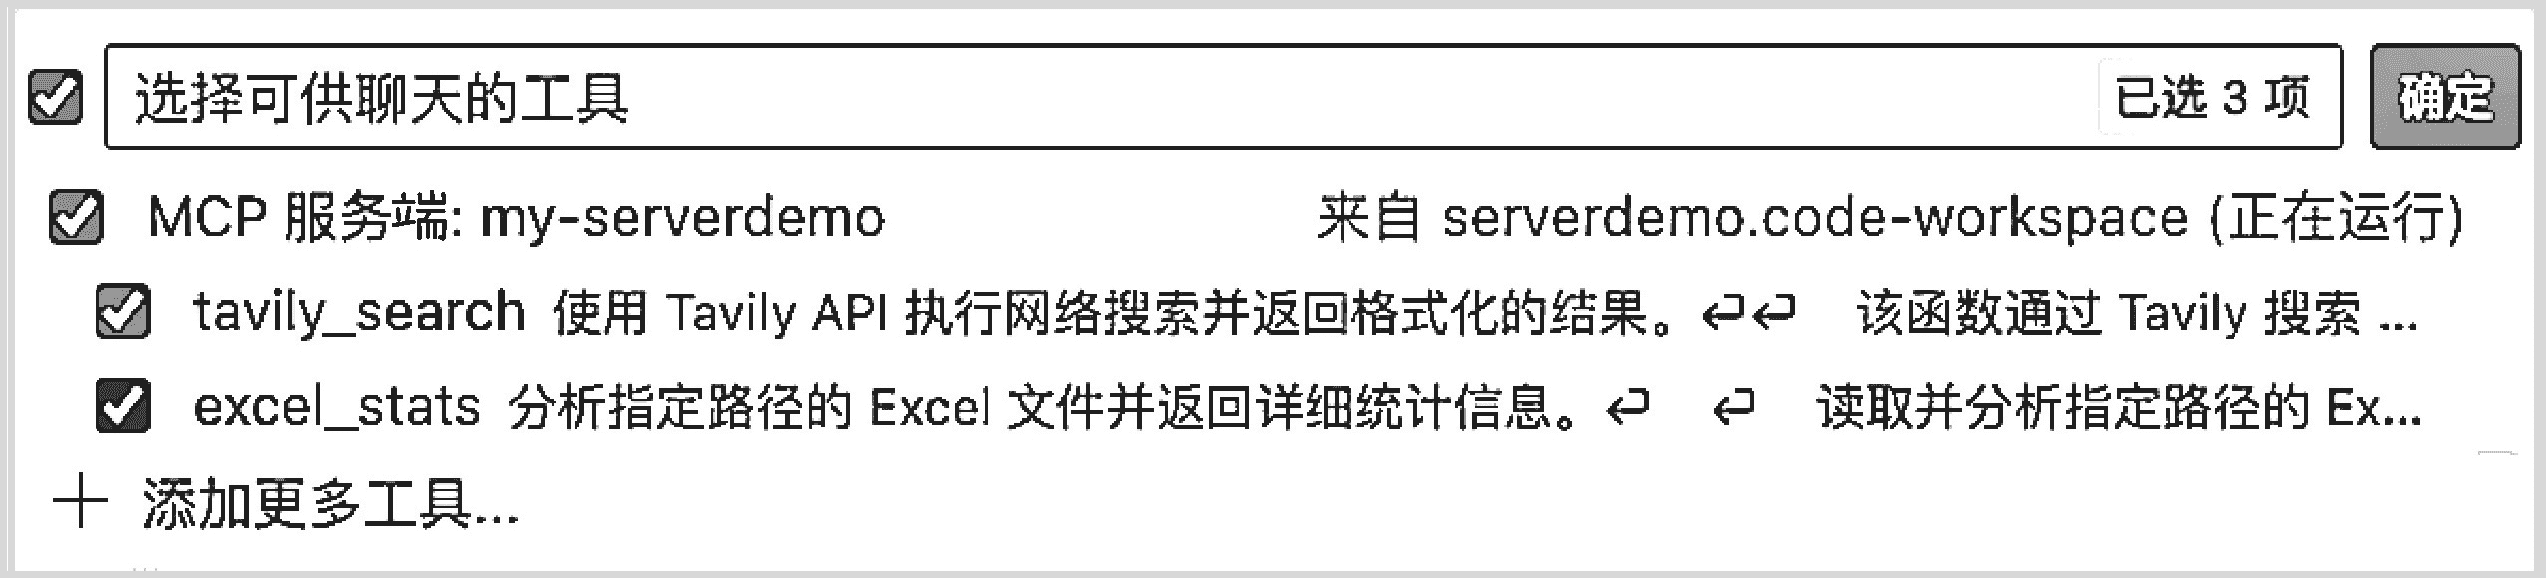 选择可供聊天的工具 已选 3 项 确定
MCP 服务端: my-serverdemo 来自 serverdemo.code-workspace (正在运行)
tavily_search 使用 Tavily API 执行网络搜索并返回格式化的结果。↩↩ 该函数通过 Tavily 搜索 ...
excel_stats 分析指定路径的 Excel 文件并返回详细统计信息。↩ ↩ 读取并分析指定路径的 Ex...
添加更多工具...